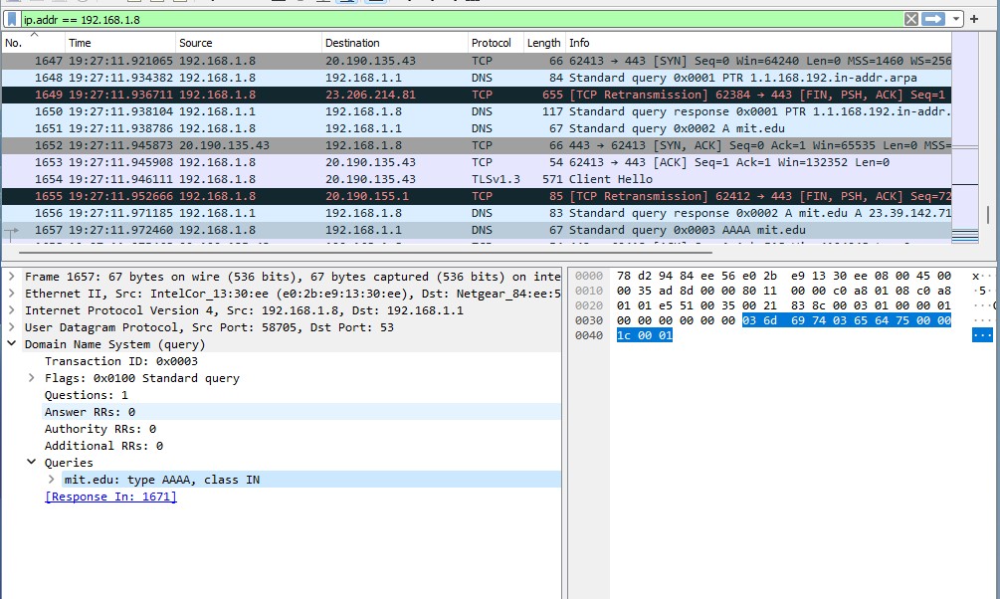 ip.addr == 192.168.1.8
No. Time Source Destination Protocol Length Info
1647 19:27:11.921065 192.168.1.8 20.190.135.43 TCP 66 62413 → 443 [SYN] Seq=0 Win=64240 Len=0 MSS=1460 WS=256
1648 19:27:11.934382 192.168.1.8 192.168.1.1 DNS 84 Standard query 0x0001 PTR 1.1.168.192.in-addr.arpa
1649 19:27:11.936711 192.168.1.8 23.206.214.81 TCP 655 [TCP Retransmission] 62384 → 443 [FIN, PSH, ACK] Seq=1
1650 19:27:11.938104 192.168.1.1 192.168.1.8 DNS 117 Standard query response 0x0001 PTR 1.1.168.192.in-addr.
1651 19:27:11.938786 192.168.1.8 192.168.1.1 DNS 67 Standard query 0x0002 A mit.edu
1652 19:27:11.945873 20.190.135.43 192.168.1.8 TCP 66 443 → 62413 [SYN, ACK] Seq=0 Ack=1 Win=65535 Len=0 MSS=
1653 19:27:11.945908 192.168.1.8 20.190.135.43 TCP 54 62413 → 443 [ACK] Seq=1 Ack=1 Win=132352 Len=0
1654 19:27:11.946111 192.168.1.8 20.190.135.43 TLSv1.3 571 Client Hello
1655 19:27:11.952666 192.168.1.8 20.190.155.1 TCP 85 [TCP Retransmission] 62412 → 443 [FIN, PSH, ACK] Seq=72
1656 19:27:11.971185 192.168.1.1 192.168.1.8 DNS 83 Standard query response 0x0002 A mit.edu A 23.39.142.71
1657 19:27:11.972460 192.168.1.8 192.168.1.1 DNS 67 Standard query 0x0003 AAAA mit.edu
Frame 1657: 67 bytes on wire (536 bits), 67 bytes captured (536 bits) on inte
Ethernet II, Src: IntelCor_13:30:ee (e0:2b:e9:13:30:ee), Dst: Netgear_84:ee:5
Internet Protocol Version 4, Src: 192.168.1.8, Dst: 192.168.1.1
User Datagram Protocol, Src Port: 58705, Dst Port: 53
Domain Name System (query)
Transaction ID: 0x0003
Flags: 0x0100 Standard query
Questions: 1
Answer RRs: 0
Authority RRs: 0
Additional RRs: 0
Queries
mit.edu: type AAAA, class IN
[Response In: 1671]
0000 78 d2 94 84 ee 56 e0 2b e9 13 30 ee 08 00 45 00 x··
0010 00 35 ad 8d 00 00 80 11 00 00 c0 a8 01 08 c0 a8 ·5·
0020 01 01 e5 51 00 35 00 21 83 8c 00 03 01 00 00 01 ···
0030 00 00 00 00 00 00 03 6d 69 74 03 65 64 75 00 00 ···
0040 1c 00 01 ···